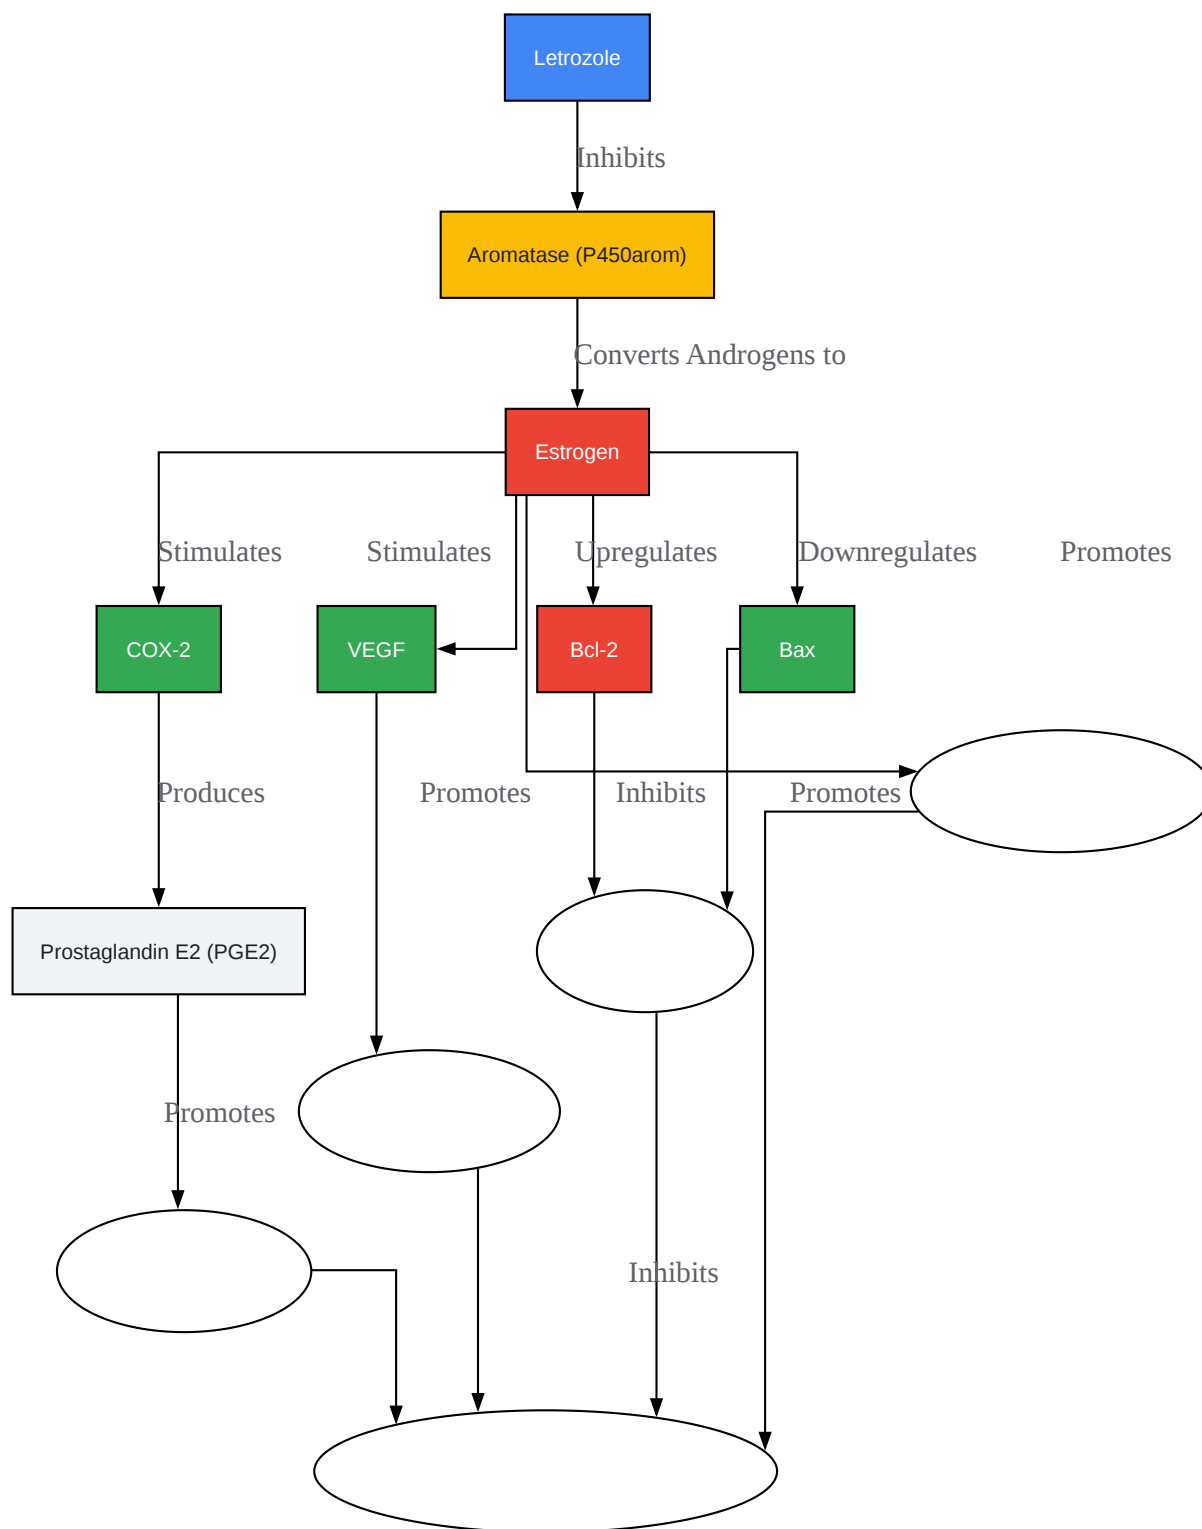 Letrozole
Inhibits
Aromatase (P450arom)
Converts Androgens to
Estrogen
Stimulates
Stimulates
Upregulates
Downregulates
Promotes
COX-2
VEGF
Bcl-2
Bax
Produces
Promotes
Inhibits
Promotes
Prostaglandin E2 (PGE2)
Promotes
Inhibits